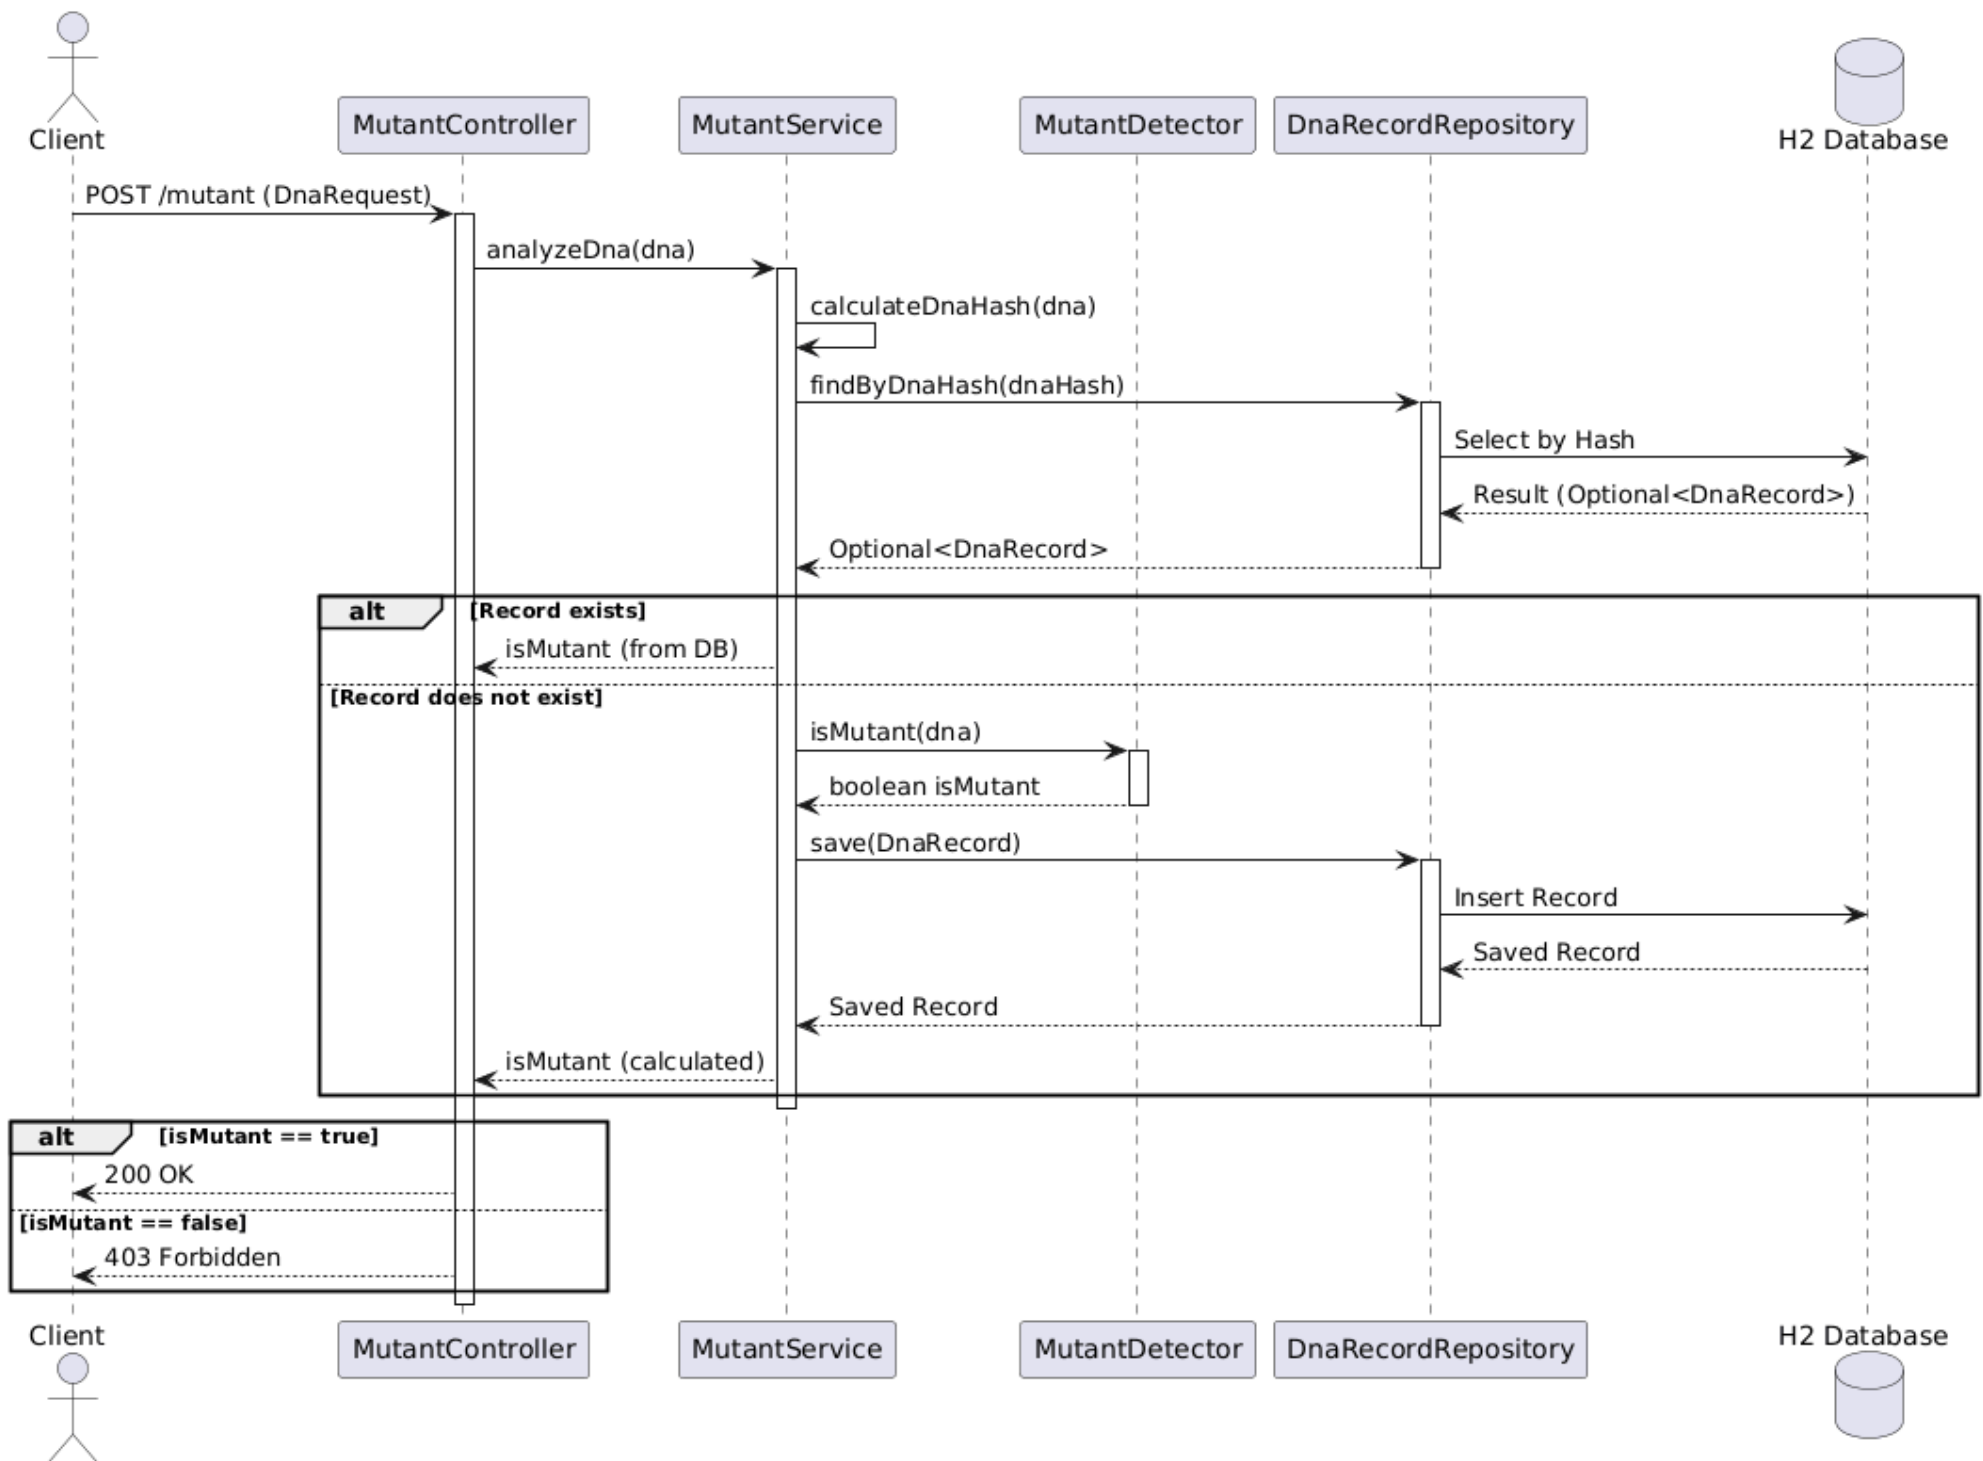 Client
MutantController
MutantService
MutantDetector
DnaRecordRepository
H2 Database
POST /mutant (DnaRequest)
analyzeDna(dna)
calculateDnaHash(dna)
findByDnaHash(dnaHash)
Select by Hash
Result (Optional<DnaRecord>)
Optional<DnaRecord>
alt
[Record exists]
isMutant (from DB)
[Record does not exist]
isMutant(dna)
boolean isMutant
save(DnaRecord)
Insert Record
Saved Record
Saved Record
isMutant (calculated)
alt
[isMutant == true]
200 OK
[isMutant == false]
403 Forbidden
Client
MutantController
MutantService
MutantDetector
DnaRecordRepository
H2 Database